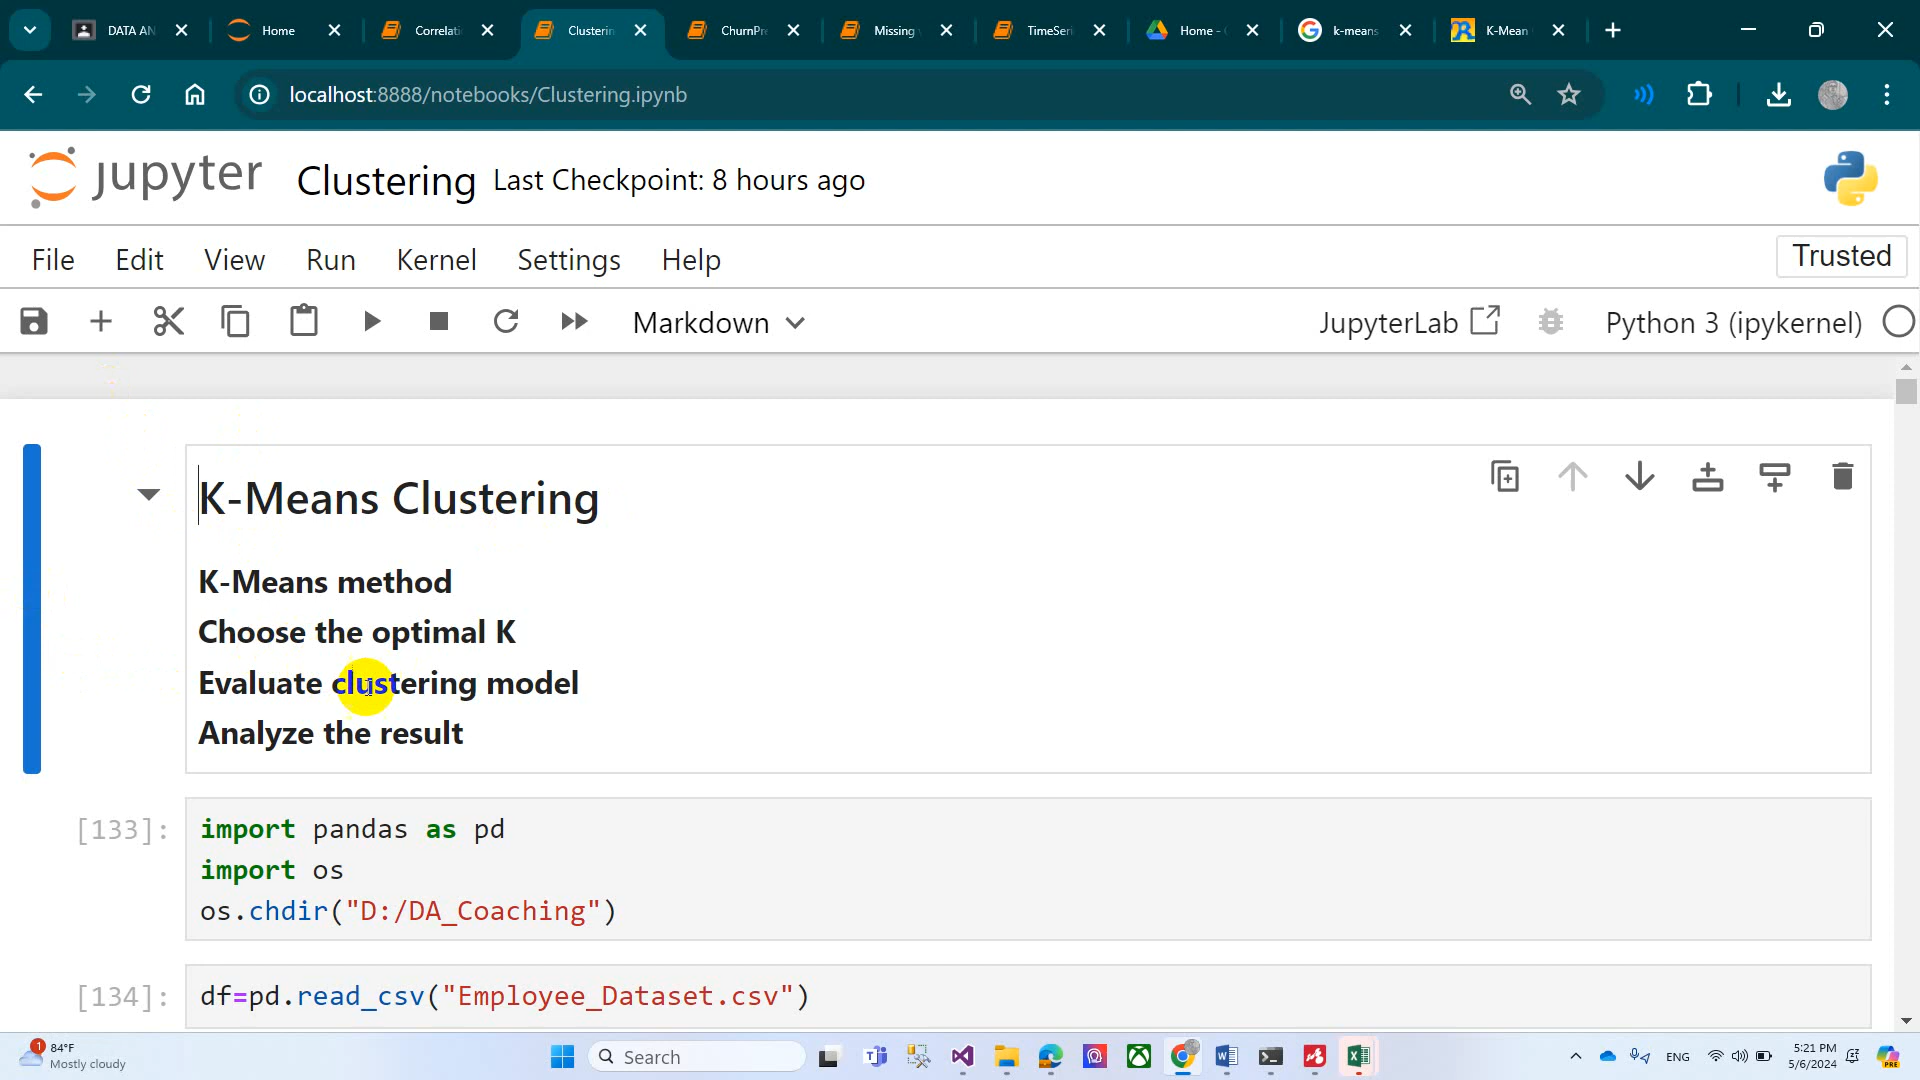 DATA AN
Home
Correlati
Clusterin
ChurnPre
Missing
TimeSeri
Home -
k-means
K-Mean
localhost:8888/notebooks/Clustering.ipynb
jupyter
Clustering
Last Checkpoint: 8 hours ago
File Edit View Run Kernel Settings Help
Trusted
Markdown
JupyterLab
Python 3 (ipykernel)
K-Means Clustering
K-Means method
Choose the optimal K
Evaluate clustering model
Analyze the result
[133]:
import pandas as pd
import os
os.chdir("D:/DA_Coaching")
[134]:
df=pd.read_csv("Employee_Dataset.csv")
1
84°F
Mostly cloudy
Search
ENG
5:21 PM
5/6/2024
PRE